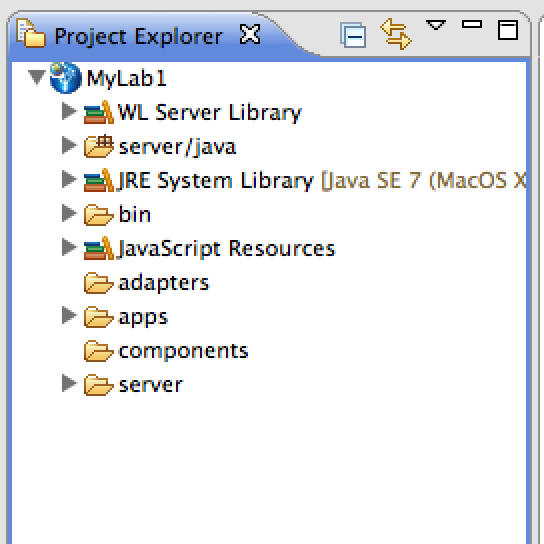 Project Explorer
MyLab1
WL Server Library
server/java
JRE System Library [Java SE 7 (MacOS X
bin
JavaScript Resources
adapters
apps
components
server